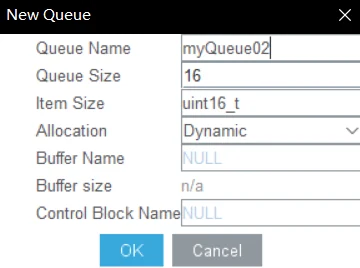 New Queue
Queue Name myQueue02
Queue Size 16
Item Size uint16_t
Allocation Dynamic
Buffer Name NULL
Buffer size n/a
Control Block Name NULL
OK Cancel